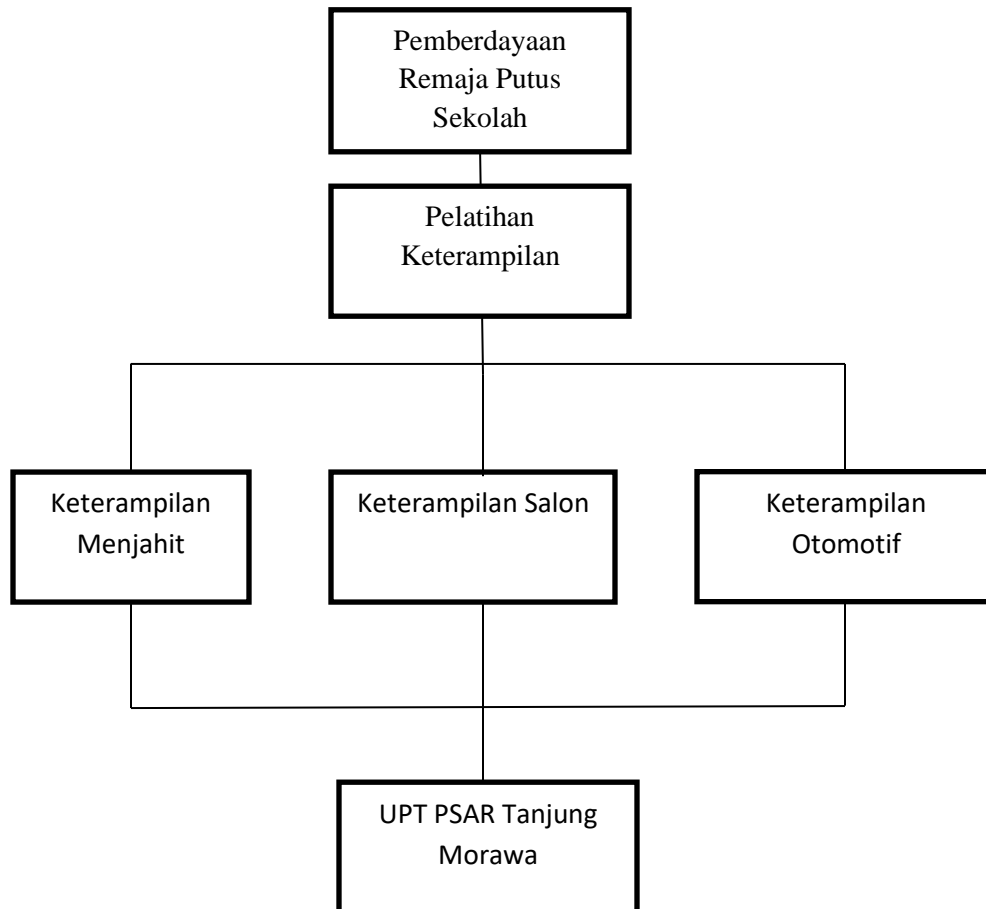 Pemberdayaan
Remaja Putus
Sekolah
Pelatihan
Keterampilan
Keterampilan
Menjahit
Keterampilan Salon
Keterampilan
Otomotif
UPT PSAR Tanjung
Morawa